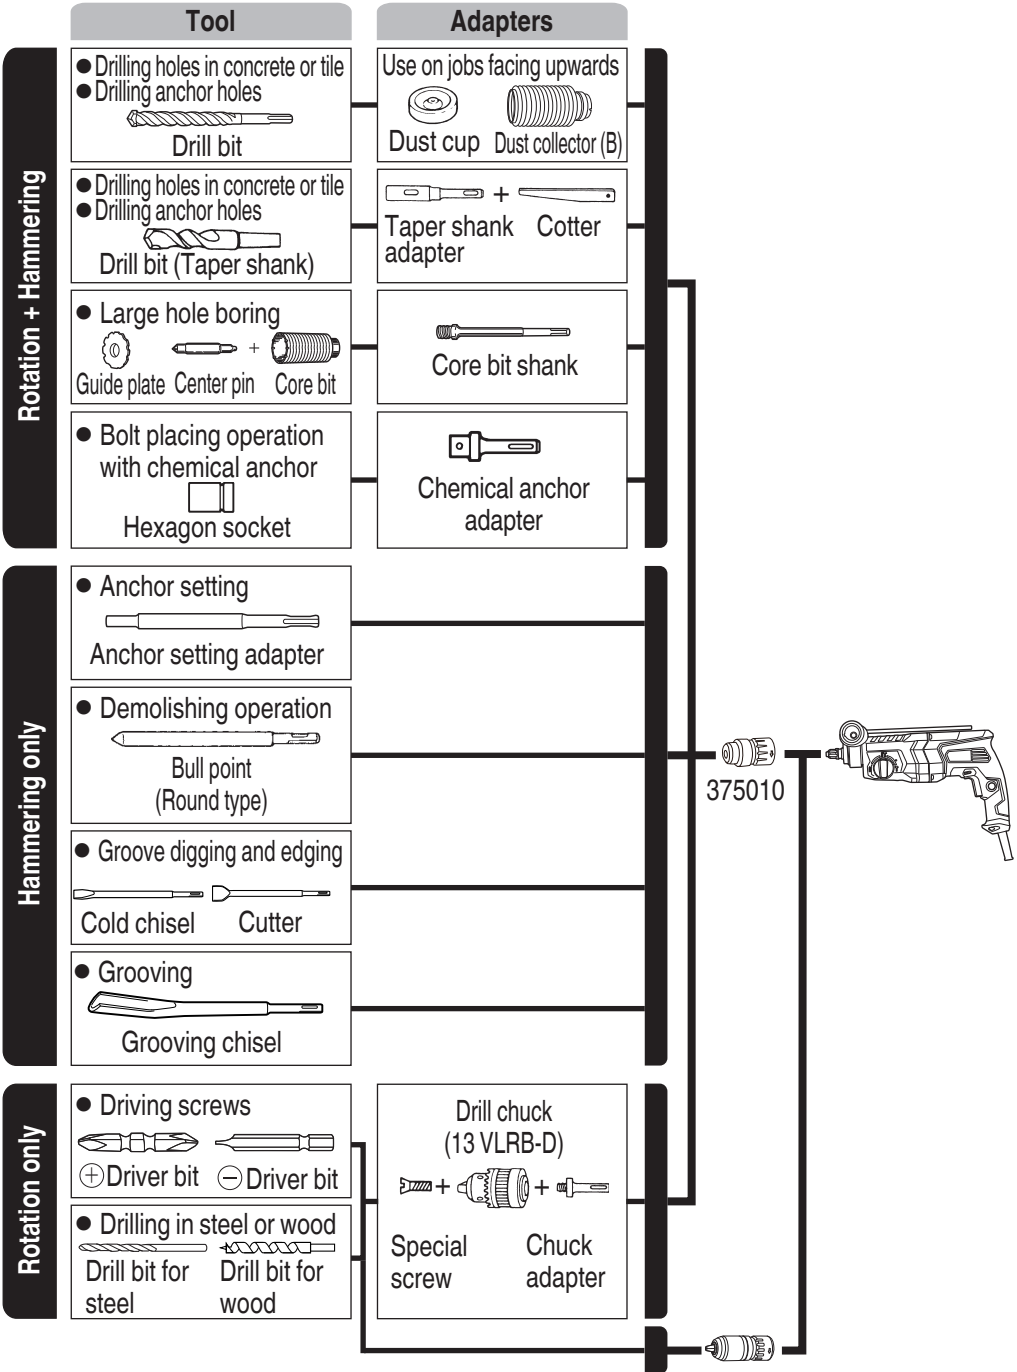 Tool
Adapters
Rotation + Hammering
● Drilling holes in concrete or tile
● Drilling anchor holes
Drill bit
Use on jobs facing upwards
Dust cup
Dust collector (B)
● Drilling holes in concrete or tile
● Drilling anchor holes
Drill bit (Taper shank)
+
Taper shank
adapter
Cotter
● Large hole boring
+
Guide plate
Center pin
Core bit
Core bit shank
● Bolt placing operation
with chemical anchor
Hexagon socket
Chemical anchor
adapter
Hammering only
● Anchor setting
Anchor setting adapter
● Demolishing operation
Bull point
(Round type)
● Groove digging and edging
Cold chisel
Cutter
● Grooving
Grooving chisel
375010
Rotation only
● Driving screws
⊕ Driver bit
⊖ Driver bit
● Drilling in steel or wood
Drill bit for
steel
Drill bit for
wood
Drill chuck
(13 VLRB-D)
+ +
Special
screw
Chuck
adapter